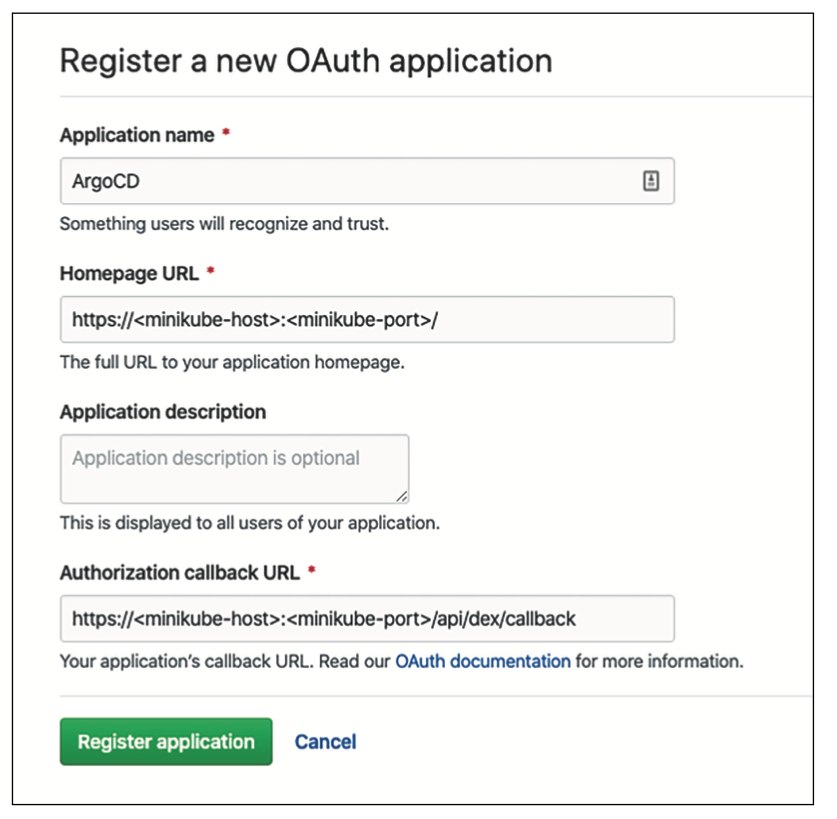 Register a new OAuth application
Application name *
ArgoCD
Something users will recognize and trust.
Homepage URL *
https://<minikube-host>:<minikube-port>/
The full URL to your application homepage.
Application description
Application description is optional
This is displayed to all users of your application.
Authorization callback URL *
https://<minikube-host>:<minikube-port>/api/dex/callback
Your application's callback URL. Read our OAuth documentation for more information.
Register application Cancel